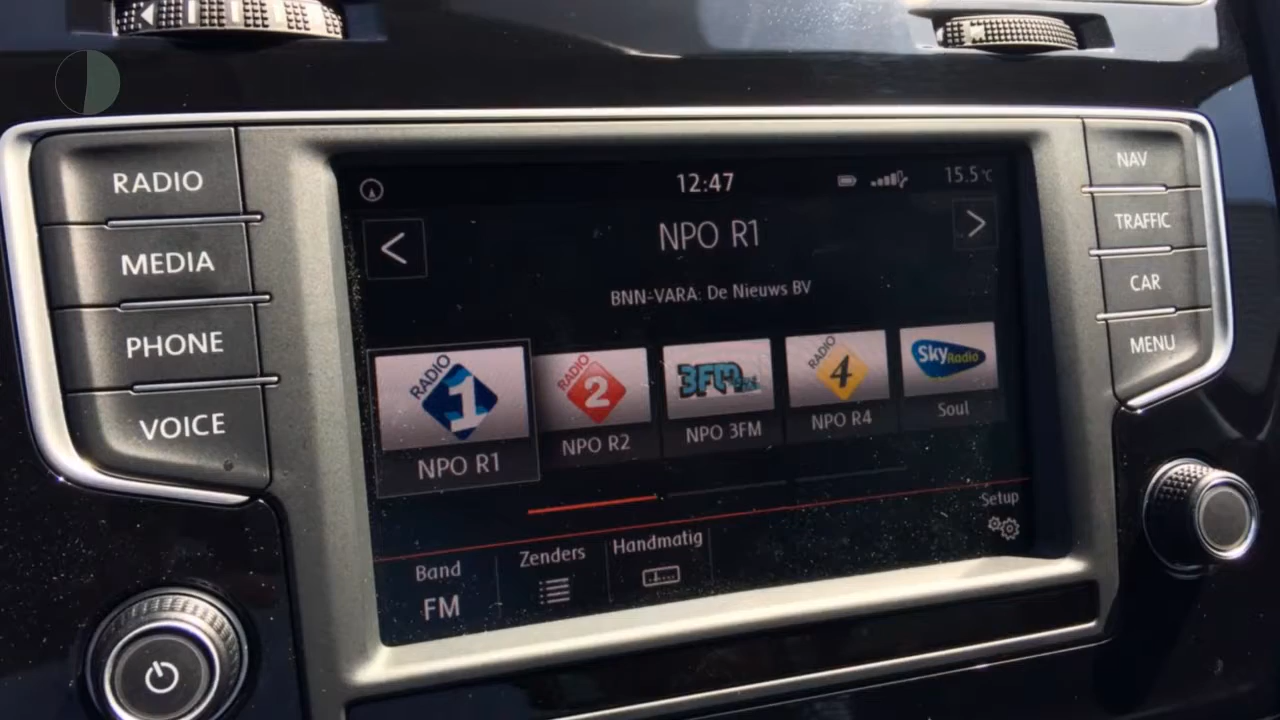 RADIO
MEDIA
PHONE
VOICE
12:47
15.5°C
NPO R1
BNN-VARA: De Nieuws BV
RADIO 1
NPO R1
RADIO 2
NPO R2
3FM
NPO 3FM
RADIO 4
NPO R4
Sky Radio
Soul
Setup
Band
FM
Zenders
Handmatig
NAV
TRAFFIC
CAR
MENU